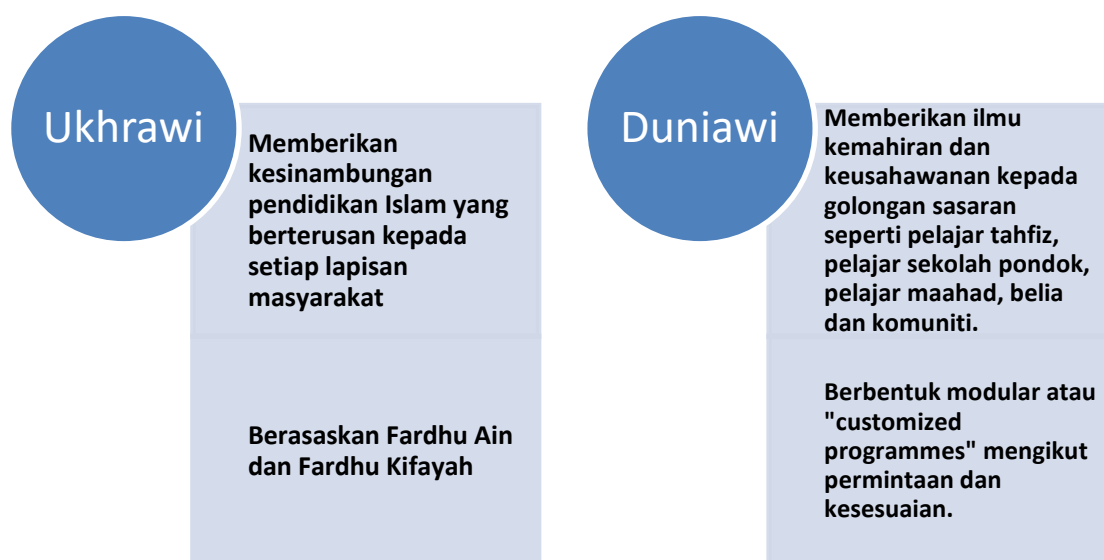 Ukhrawi
Memberikan
kesinambungan
pendidikan Islam yang
berterusan kepada
setiap lapisan
masyarakat
Berasaskan Fardhu Ain
dan Fardhu Kifayah
Duniawi
Memberikan ilmu
kemahiran dan
keusahawanan kepada
golongan sasaran
seperti pelajar tahfiz,
pelajar sekolah pondok,
pelajar maahad, belia
dan komuniti.
Berbentuk modular atau
"customized
programmes" mengikut
permintaan dan
kesesuaian.